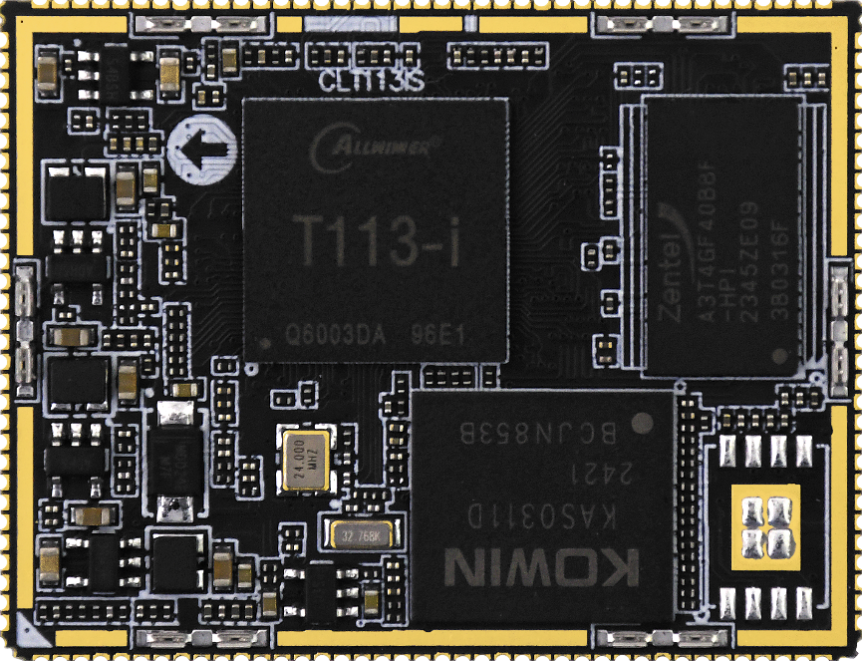 CLT113IS
ALLWINNER
T113-i
Q6003DA 96E1
Zentel
A3T4GF40BBF
-HPI
2345ZE09
3B0316F
24.000
MHZ
32.768K
KOWIN
KAS0311D
2421
BCJN853B